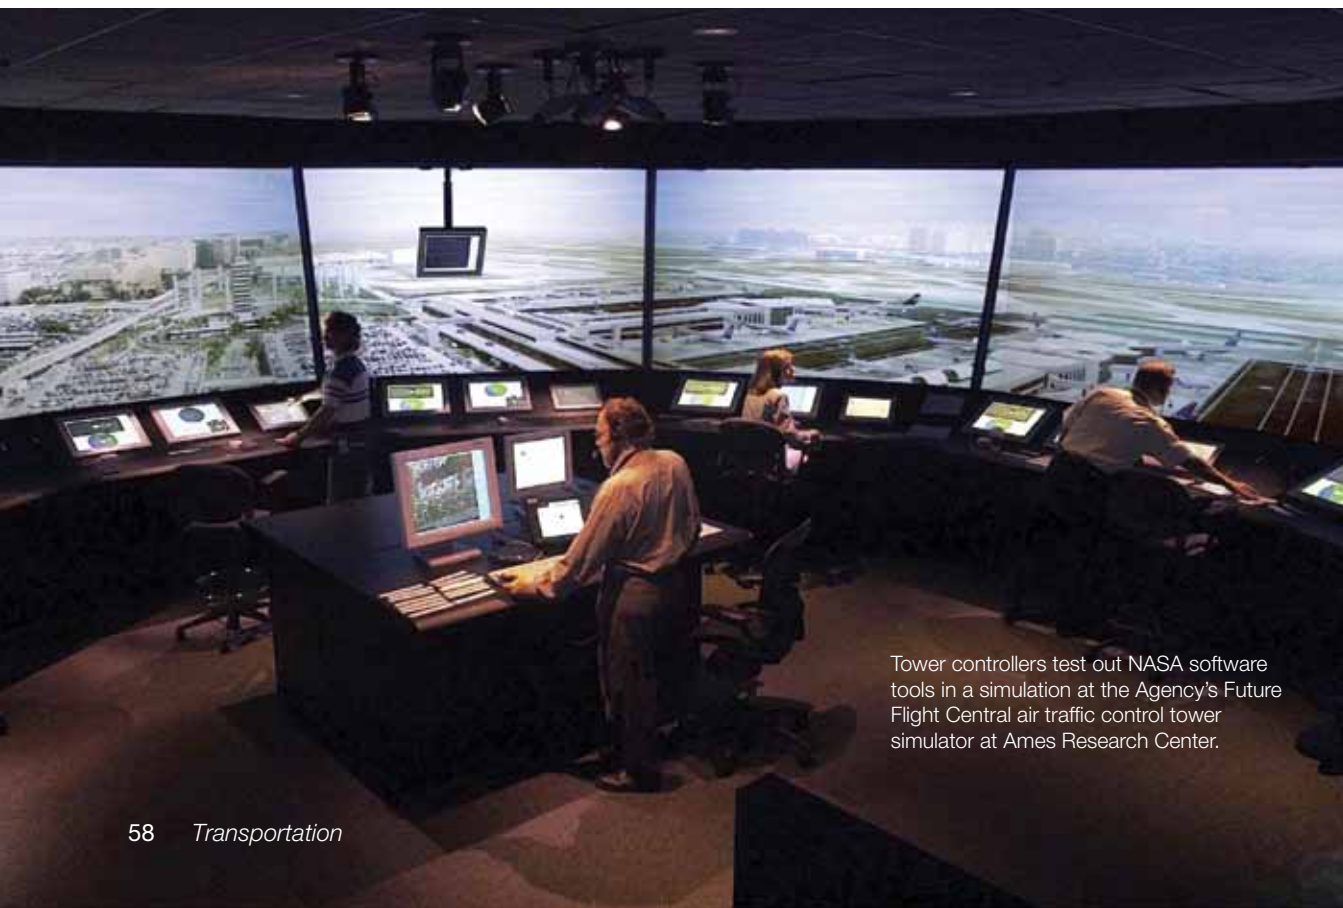 Tower controllers test out NASA software
tools in a simulation at the Agency’s Future
Flight Central air traffic control tower
simulator at Ames Research Center.
58 Transportation